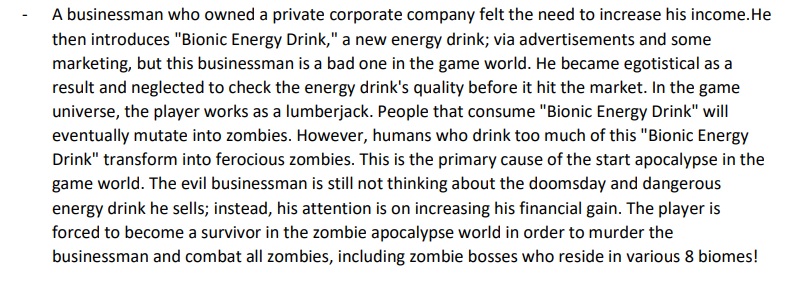 - A businessman who owned a private corporate company felt the need to increase his income.He
then introduces "Bionic Energy Drink," a new energy drink; via advertisements and some
marketing, but this businessman is a bad one in the game world. He became egotistical as a
result and neglected to check the energy drink's quality before it hit the market. In the game
universe, the player works as a lumberjack. People that consume "Bionic Energy Drink" will
eventually mutate into zombies. However, humans who drink too much of this "Bionic Energy
Drink" transform into ferocious zombies. This is the primary cause of the start apocalypse in the
game world. The evil businessman is still not thinking about the doomsday and dangerous
energy drink he sells; instead, his attention is on increasing his financial gain. The player is
forced to become a survivor in the zombie apocalypse world in order to murder the
businessman and combat all zombies, including zombie bosses who reside in various 8 biomes!